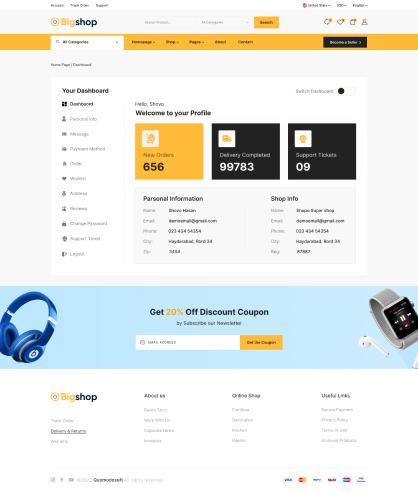 Account Track Order Support
United State USD English
Bigshop
Search Product... All Categories Search
All Categories Homepage Shop Pages About Contact Become a Seller
Home Page / Dashboard
Your Dashboard Switch Dashboard
Dashboard
Personal Info
Message
Payment Method
Order
Wishlist
Address
Reviews
Change Password
Support Ticket
Logout
Hello, Shovo
Welcome to your Profile
New Orders
656
Delivery Completed
99783
Support Tickets
09
Parsonal Information
Name: Shovo Hasan
Email: demoemail@gmail.com
Phone: 023 434 54354
City: Haydarabad, Rord 34
Zip: 3454
Shop Info
Name: Shopo Super shop
Email: demoemail@gmail.com
Phone: 023 434 54354
City: Haydarabad, Rord 34
Reg: 87887
Get 20% Off Discount Coupon
by Subscribe our Newsletter
EMAIL ADDRESS Get the Coupon
Bigshop
Track Order
Delivery & Returns
Warranty
About us
Rave's Story
Work With Us
Corporate News
Investors
Online Shop
Furniture
Decoration
Kitchen
Interior
Useful Links
Secure Payment
Privacy Policy
Terms of use
Archived Products
©2022 Quomodosoft All rights reserved
VISA